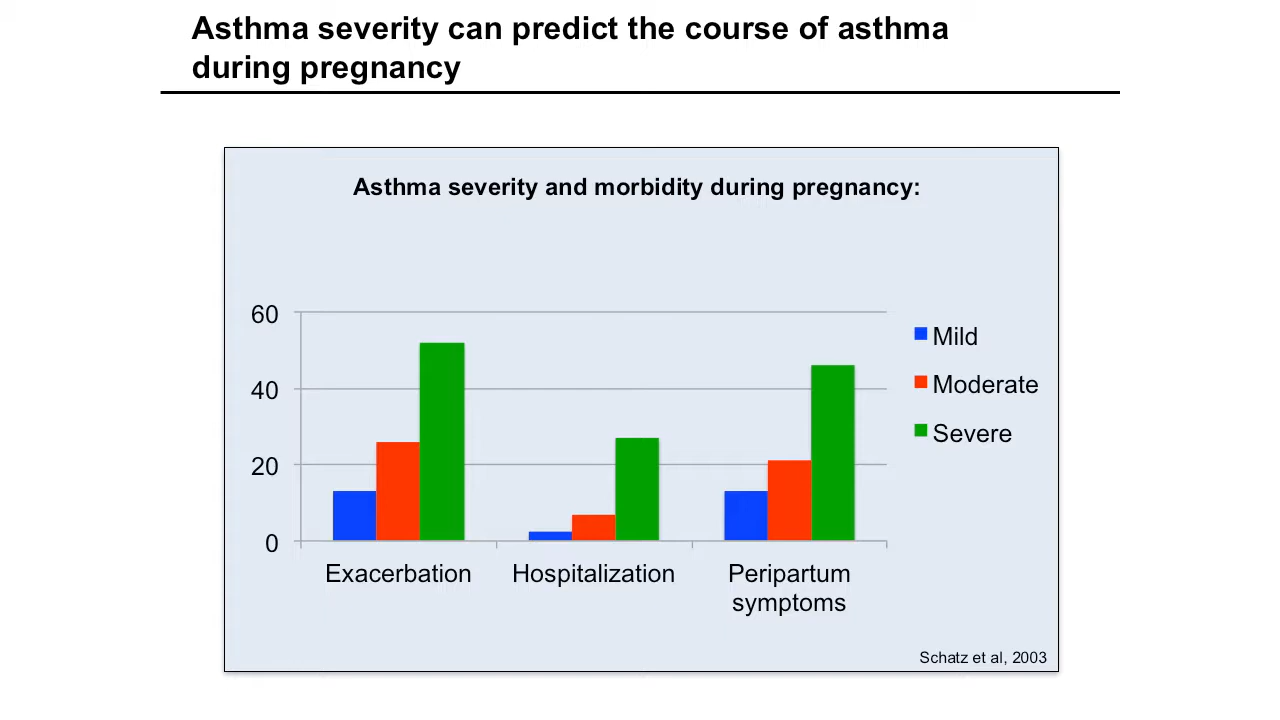 Asthma severity can predict the course of asthma
during pregnancy
Asthma severity and morbidity during pregnancy:
60
40
20
0
Mild
Moderate
Severe
Exacerbation
Hospitalization
Peripartum
symptoms
Schatz et al, 2003